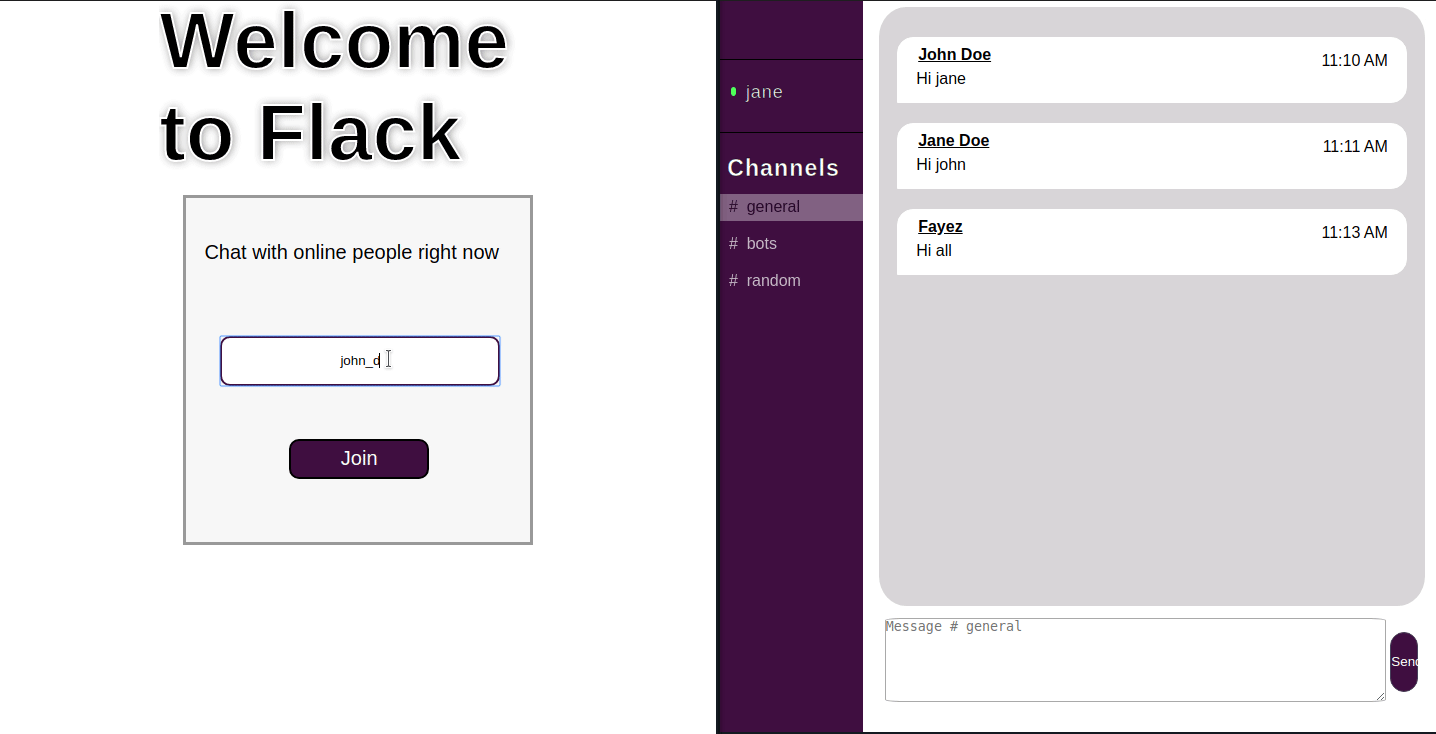 Welcome
to Flack
Chat with online people right now
john_d
Join
jane
Channels
# general
# bots
# random
John Doe
11:10 AM
Hi jane
Jane Doe
11:11 AM
Hi john
Fayez
11:13 AM
Hi all
Message # general
Send